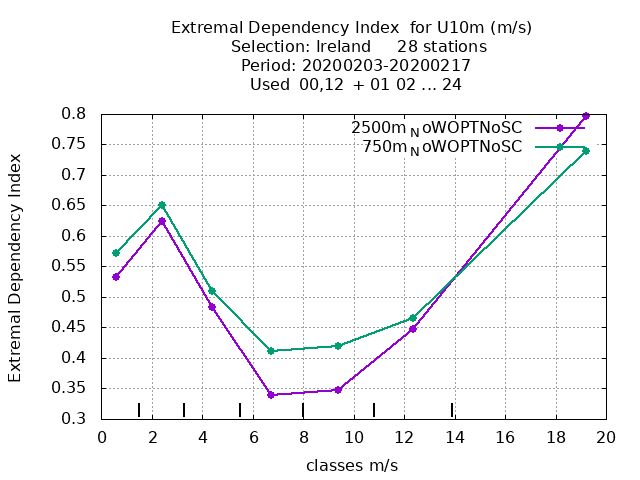 Extremal Dependency Index  for U10m (m/s)
Selection: Ireland     28 stations
Period: 20200203-20200217
Used  00,12  + 01 02 ... 24
2500m_NoWOPTNoSC
750m_NoWOPTNoSC
Extremal Dependency Index
0.8
0.75
0.7
0.65
0.6
0.55
0.5
0.45
0.4
0.35
0.3
0 2 4 6 8 10 12 14 16 18 20
classes m/s